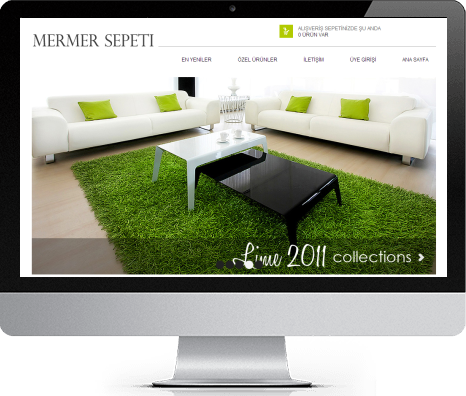 ALIŞVERİŞ SEPETİNİZDE ŞU ANDA
0 ÜRÜN VAR
MERMER SEPETI
EN YENİLER ÖZEL ÜRÜNLER İLETİŞİM ÜYE GİRİŞİ ANA SAYFA
Lime 2011 collections